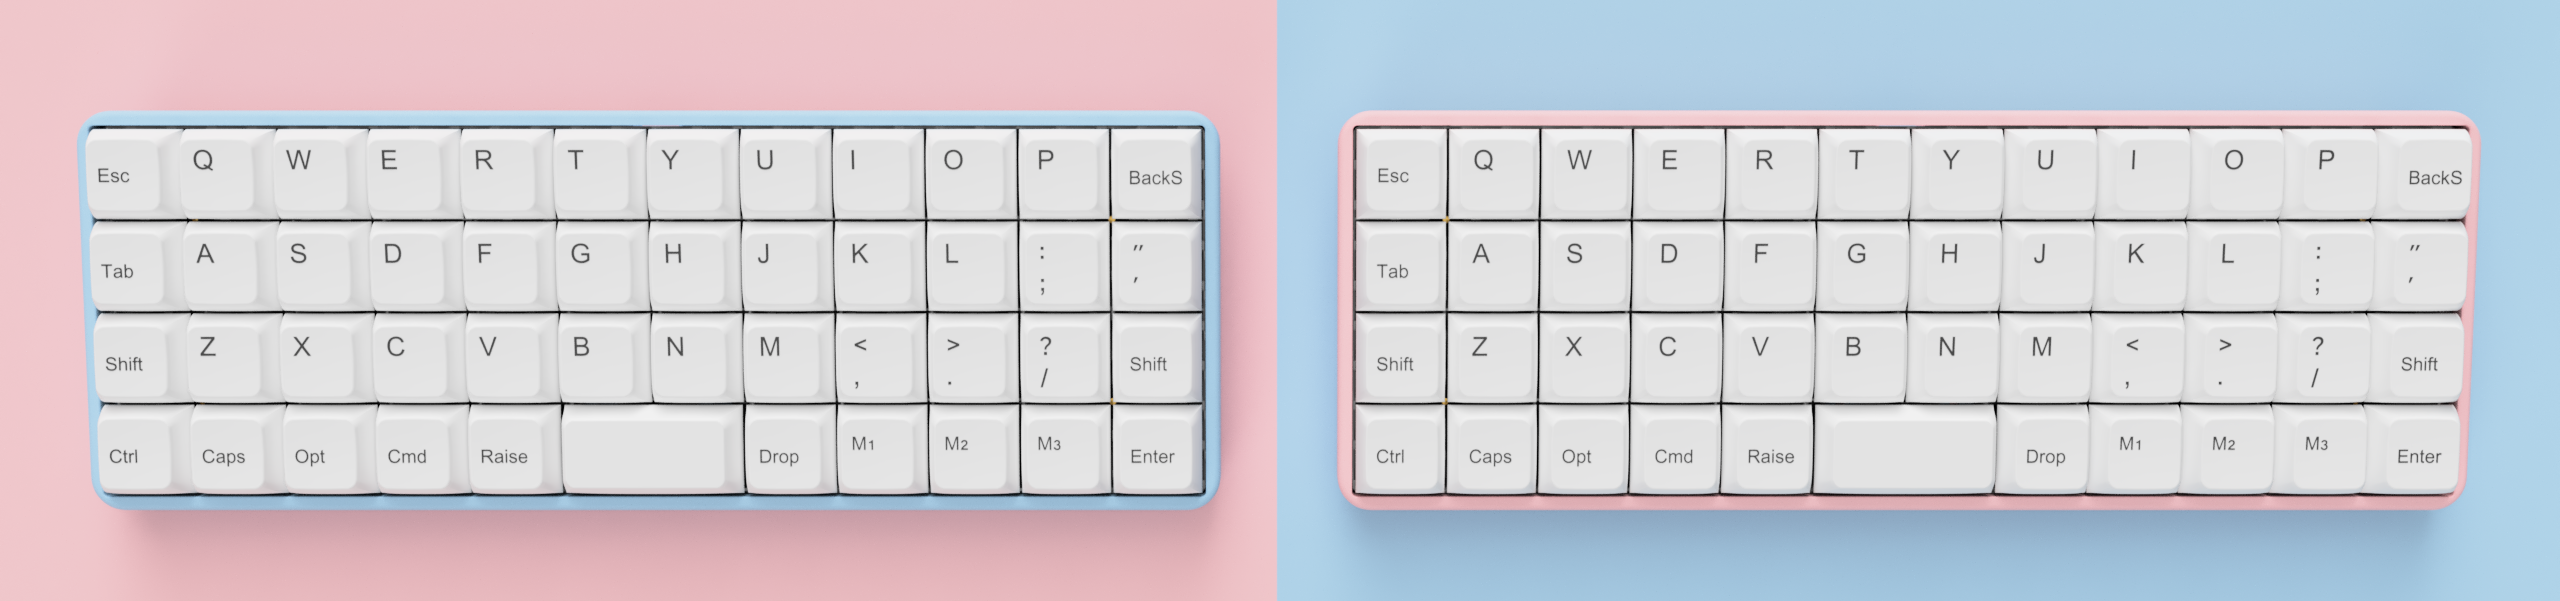 Esc Q W E R T Y U I O P BackS
Tab A S D F G H J K L : ; " '
Shift Z X C V B N M < , > . ? / Shift
Ctrl Caps Opt Cmd Raise Drop M1 M2 M3 Enter
Esc Q W E R T Y U I O P BackS
Tab A S D F G H J K L : ; " '
Shift Z X C V B N M < , > . ? / Shift
Ctrl Caps Opt Cmd Raise Drop M1 M2 M3 Enter